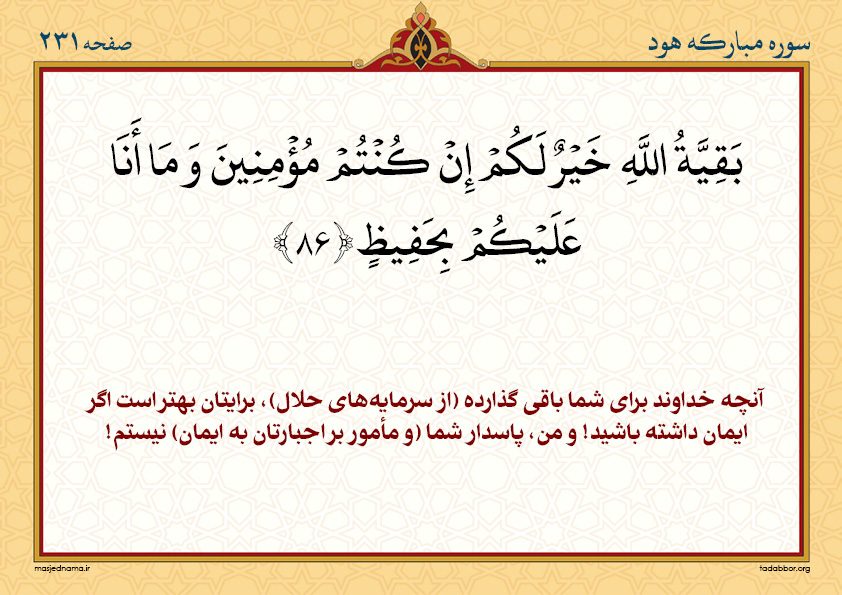 سوره مبارکه هود
صفحه ۲۳۱
بَقِيَّةُ اللَّهِ خَيْرٌ لَكُمْ إِنْ كُنْتُمْ مُؤْمِنِينَ وَ مَا أَنَا
عَلَيْكُمْ بِحَفِيظٍ ﴿۸۶﴾
آنچه خداوند برای شما باقی گذارده (از سرمایه‌های حلال)، برایتان بهتر است اگر
ایمان داشته باشید! و من، پاسدار شما (و مأمور بر اجبارتان به ایمان) نیستم!
masjednama.ir
tadabbor.org